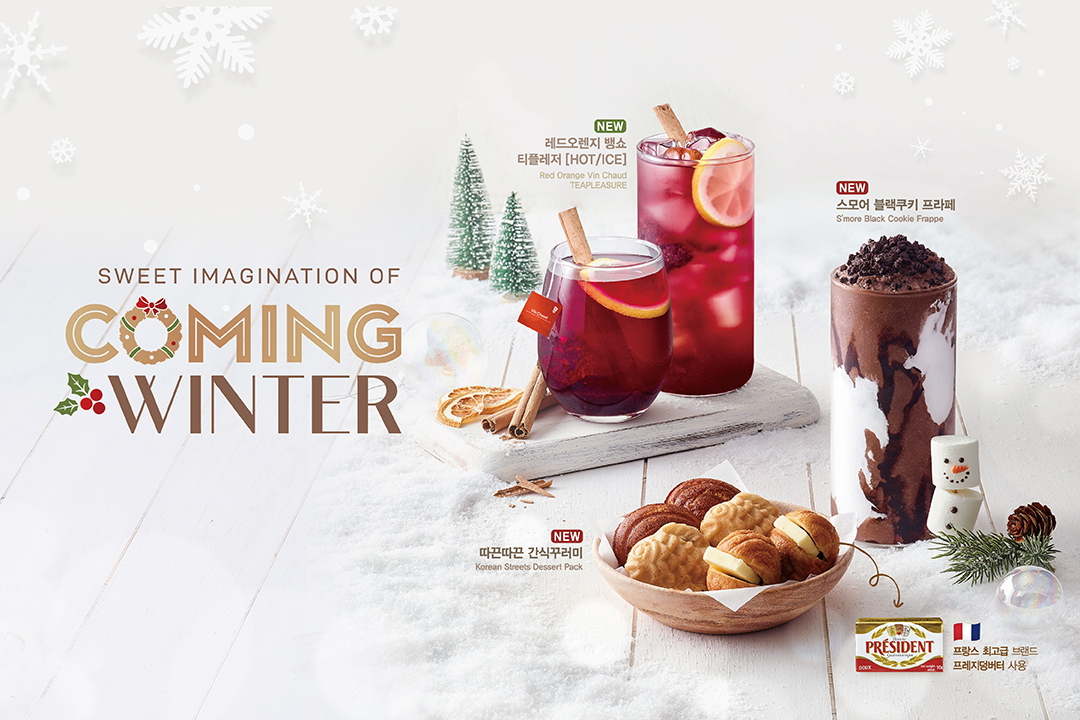 SWEET IMAGINATION OF
COMING
WINTER
NEW
레드오렌지 뱅쇼
티플레저 [HOT/ICE]
Red Orange Vin Chaud
TEAPLEASURE
Vin Chaud
NEW
스모어 블랙쿠키 프라페
S'more Black Cookie Frappe
NEW
따끈따끈 간식꾸러미
Korean Streets Dessert Pack
PRÉSIDENT
DOUX
프랑스 최고급 브랜드
프레지덩버터 사용